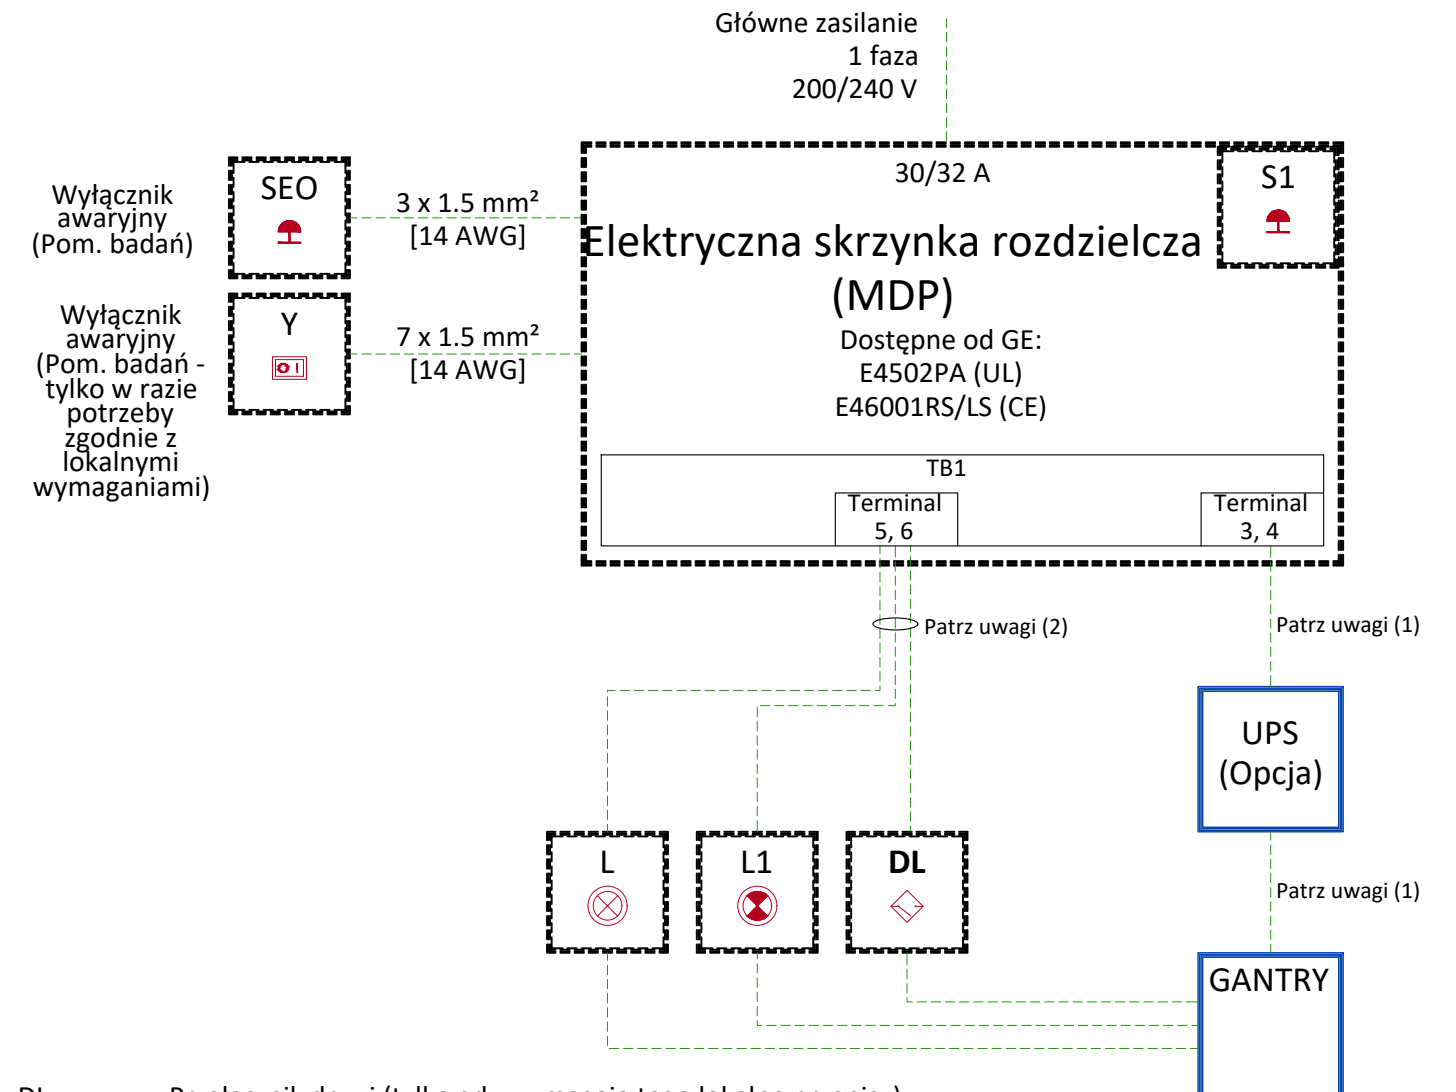 Główne zasilanie
1 faza
200/240 V
30/32 A
S1
Elektryczna skrzynka rozdzielcza
(MDP)
Dostępne od GE:
E4502PA (UL)
E46001RS/LS (CE)
Wyłącznik
awaryjny
(Pom. badań)
SEO
3 x 1.5 mm²
[14 AWG]
Wyłącznik
awaryjny
(Pom. badań -
tylko w razie
potrzeby
zgodnie z
lokalnymi
wymaganiami)
Y
7 x 1.5 mm²
[14 AWG]
TB1
Terminal
5, 6
Terminal
3, 4
Patrz uwagi (2)
Patrz uwagi (1)
UPS
(Opcja)
L
L1
DL
Patrz uwagi (1)
GANTRY